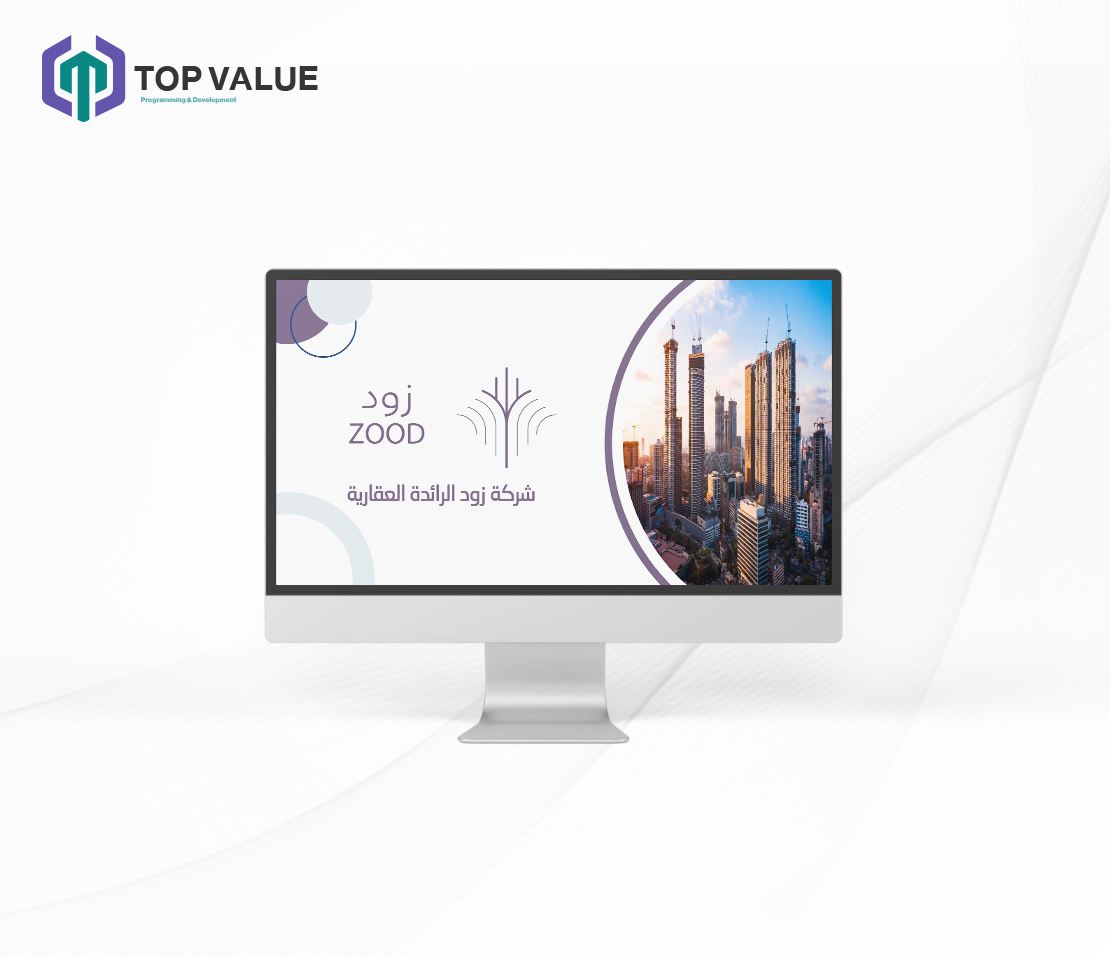 TOP VALUE
Programming & Development
زود
ZOOD
شركة زود الرائدة العقارية